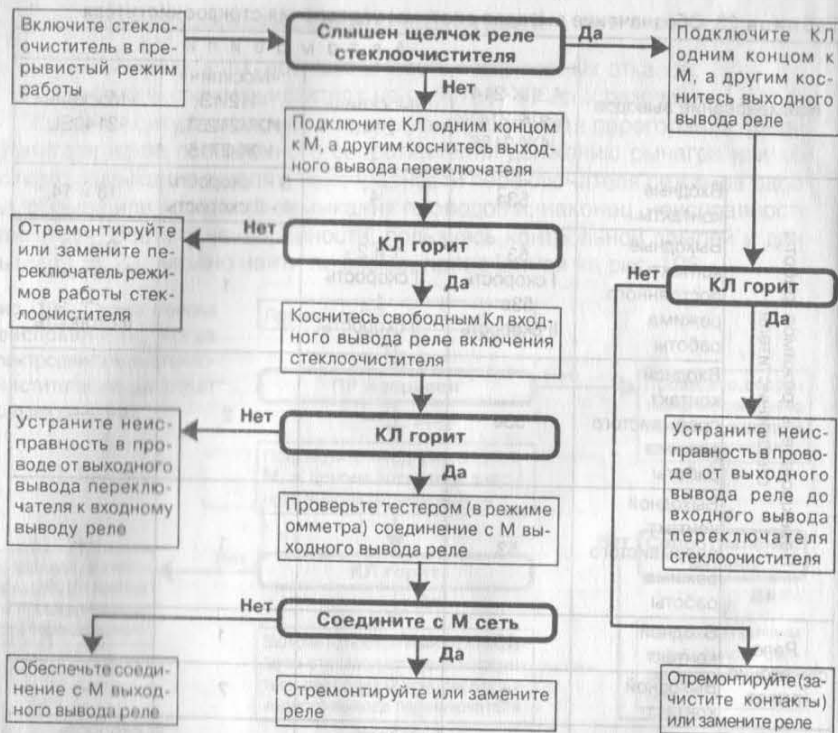 Включите стекло-
очиститель в пре-
рывистый режим
работы
Слышен щелчок реле
стеклоочистителя
Да
Подключите КЛ
одним концом к
М, а другим кос-
нитесь выходного
вывода реле
Нет
Подключите КЛ одним концом
к М, а другим коснитесь выход-
ного вывода переключателя
КЛ горит
Нет
Отремонтируйте
или замените пе-
реключатель режи-
мов работы стек-
лоочистителя
Да
Коснитесь свободным Кл вход-
ного вывода реле включения
стеклоочистителя
Нет
КЛ горит
Да
КЛ горит
Нет
Устраните неис-
правность в про-
воде от выходного
вывода переклю-
чателя к входному
выводу реле
Да
Проверьте тестером (в режиме
омметра) соединение с М вы-
ходного вывода реле
Устраните неис-
правность в прово-
де от выходного
вывода реле до
входного вывода
переключателя
стеклоочистителя
Соедините с М сеть
Нет
Обеспечьте соеди-
нение с М выход-
ного вывода реле
Да
Отремонтируйте или замените
реле
Отремонтируйте (за-
чистите контакты)
или замените реле